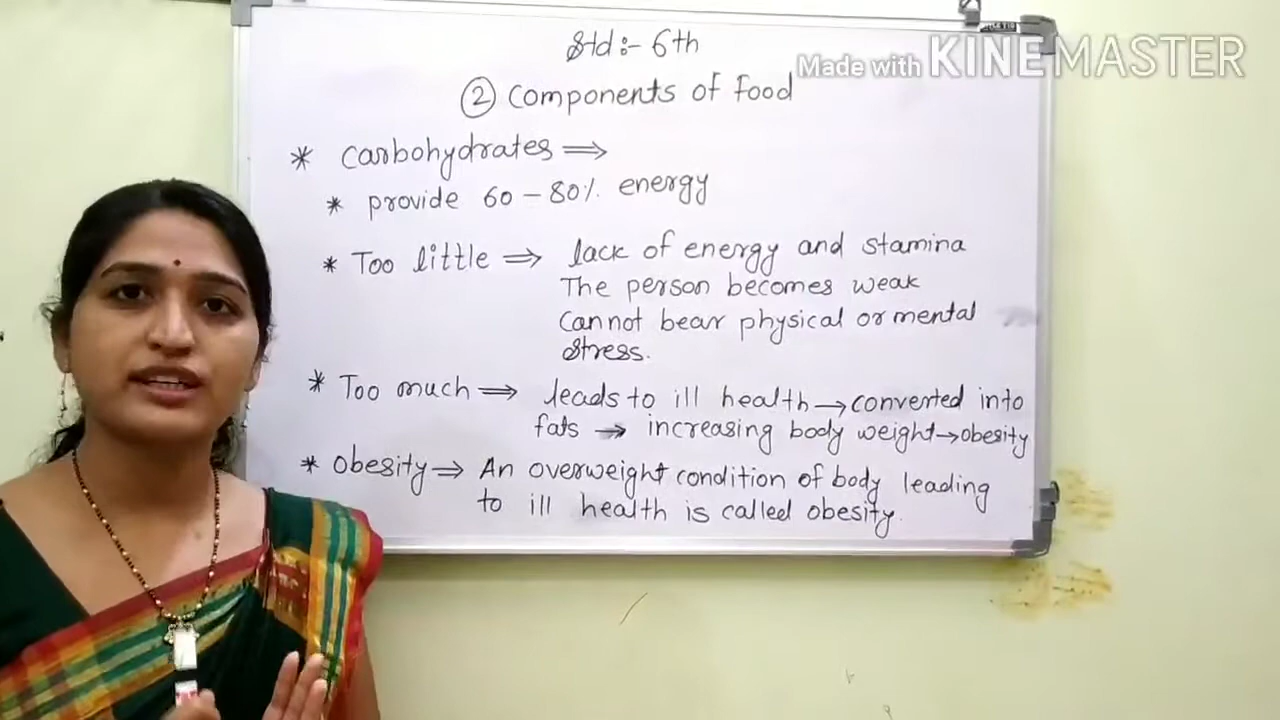 Std :- 6th
Made with KINEMASTER
② Components of Food
* Carbohydrates ⇒
* provide 60 - 80% energy
* Too little ⇒ lack of energy and stamina
The person becomes weak
Cannot bear physical or mental
stress.
* Too much ⇒ leads to ill health → converted into
fats → increasing body weight → obesity
* Obesity ⇒ An overweight condition of body leading
to ill health is called obesity.